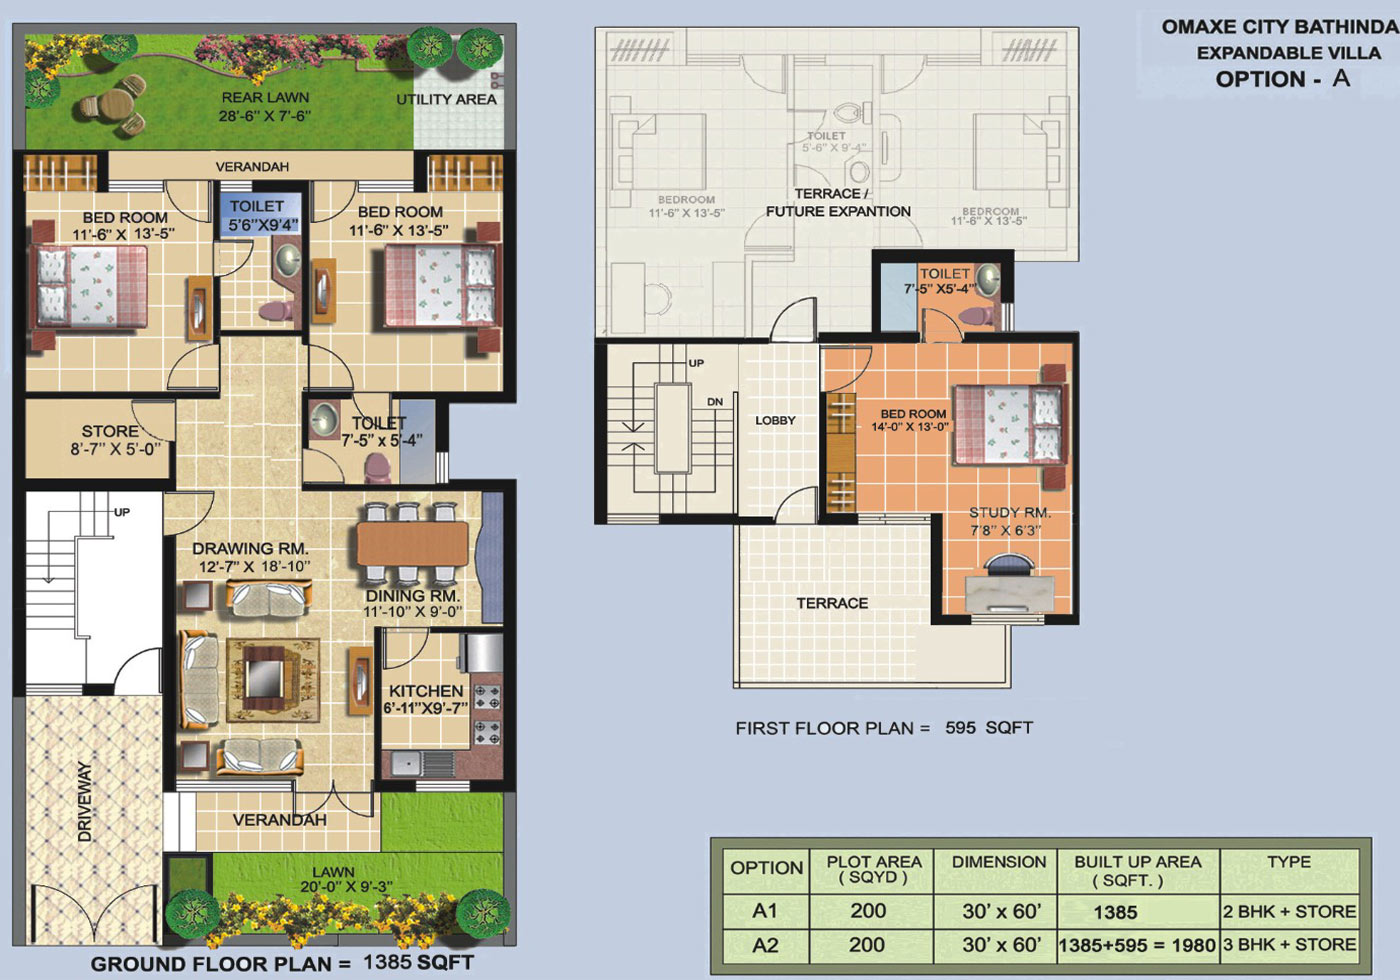 OMAXE CITY BATHINDA
EXPANDABLE VILLA
OPTION - A
REAR LAWN
28'-6" X 7'-6"
UTILITY AREA
VERANDAH
BED ROOM
11'-6" X 13'-5"
TOILET
5'6"X9'4"
BED ROOM
11'-6" X 13'-5"
STORE
8'-7" X 5'-0"
TOILET
7'-5" x 5'-4"
UP
DRAWING RM.
12'-7" X 18'-10"
DINING RM.
11'-10" X 9'-0"
KITCHEN
6'-11"X9'-7"
DRIVEWAY
VERANDAH
LAWN
20'-0" X 9'-3"
GROUND FLOOR PLAN = 1385 SQFT
TOILET
5'-6" X 9'-4"
BEDROOM
11'-6" X 13'-5"
TERRACE /
FUTURE EXPANTION
BEDROOM
11'-6" X 13'-5"
TOILET
7'-5" X5'-4"
UP
DN
LOBBY
BED ROOM
14'-0" X 13'-0"
STUDY RM.
7'8" X 6'3"
TERRACE
FIRST FLOOR PLAN = 595 SQFT
OPTION PLOT AREA ( SQYD ) DIMENSION BUILT UP AREA ( SQFT. ) TYPE
A1 200 30' x 60' 1385 2 BHK + STORE
A2 200 30' x 60' 1385+595 = 1980 3 BHK + STORE